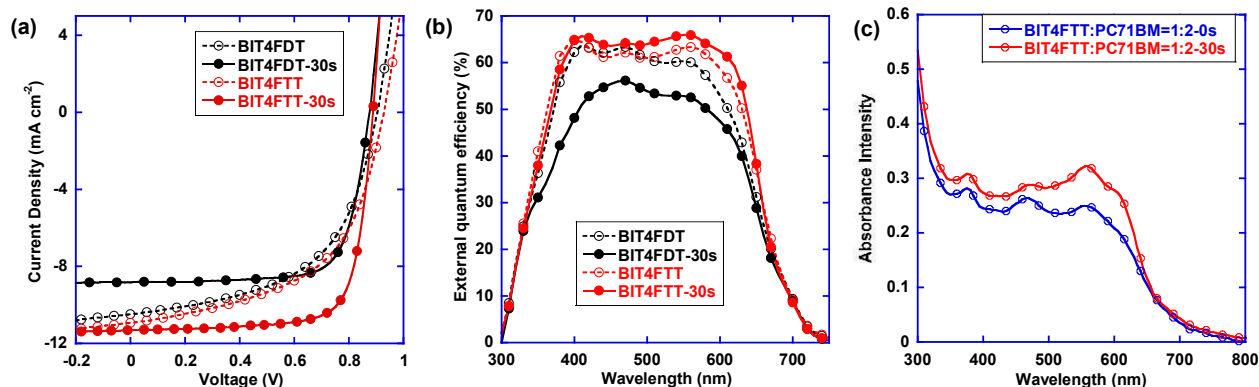 (a)
4
0
-4
-8
-12
-0.2
0
0.2
0.4
0.6
0.8
1
Current Density (mA cm-2)
Voltage (V)
BIT4FDT
BIT4FDT-30s
BIT4FTT
BIT4FTT-30s
(b)
70
60
50
40
30
20
10
0
300
400
500
600
700
External quantum efficiency (%)
Wavelength (nm)
BIT4FDT
BIT4FDT-30s
BIT4FTT
BIT4FTT-30s
(c)
0.6
0.5
0.4
0.3
0.2
0.1
0
300
400
500
600
700
800
Absorbance Intensity
Wavelength (nm)
BIT4FTT:PC71BM=1:2-0s
BIT4FTT:PC71BM=1:2-30s